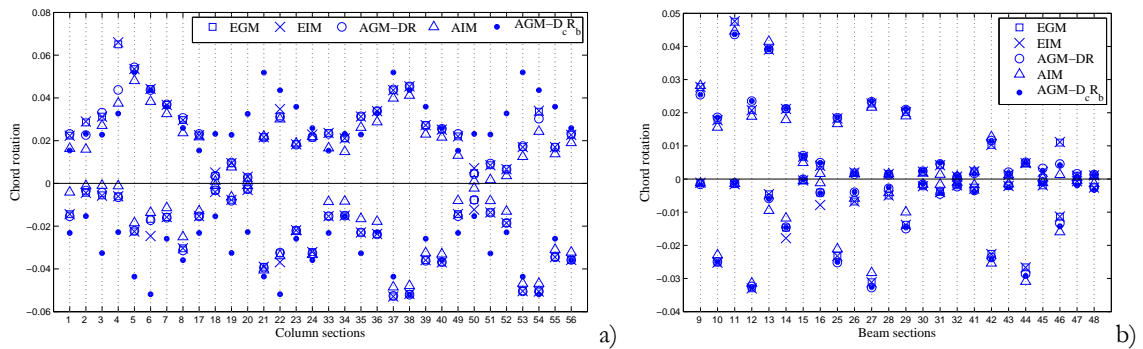 0.08
0.06
0.04
0.02
0
−0.02
−0.04
−0.06
Chord rotation
EGM EIM AGM−DR AIM AGM−DcRb
1 2 3 4 5 6 7 8 17 18 19 20 21 22 23 24 33 34 35 36 37 38 39 40 49 50 51 52 53 54 55 56
Column sections
a)
0.05
0.04
0.03
0.02
0.01
0
−0.01
−0.02
−0.03
−0.04
Chord rotation
EGM
EIM
AGM−DR
AIM
AGM−DcRb
9 10 11 12 13 14 15 16 25 26 27 28 29 30 31 32 41 42 43 44 45 46 47 48
Beam sections
b)